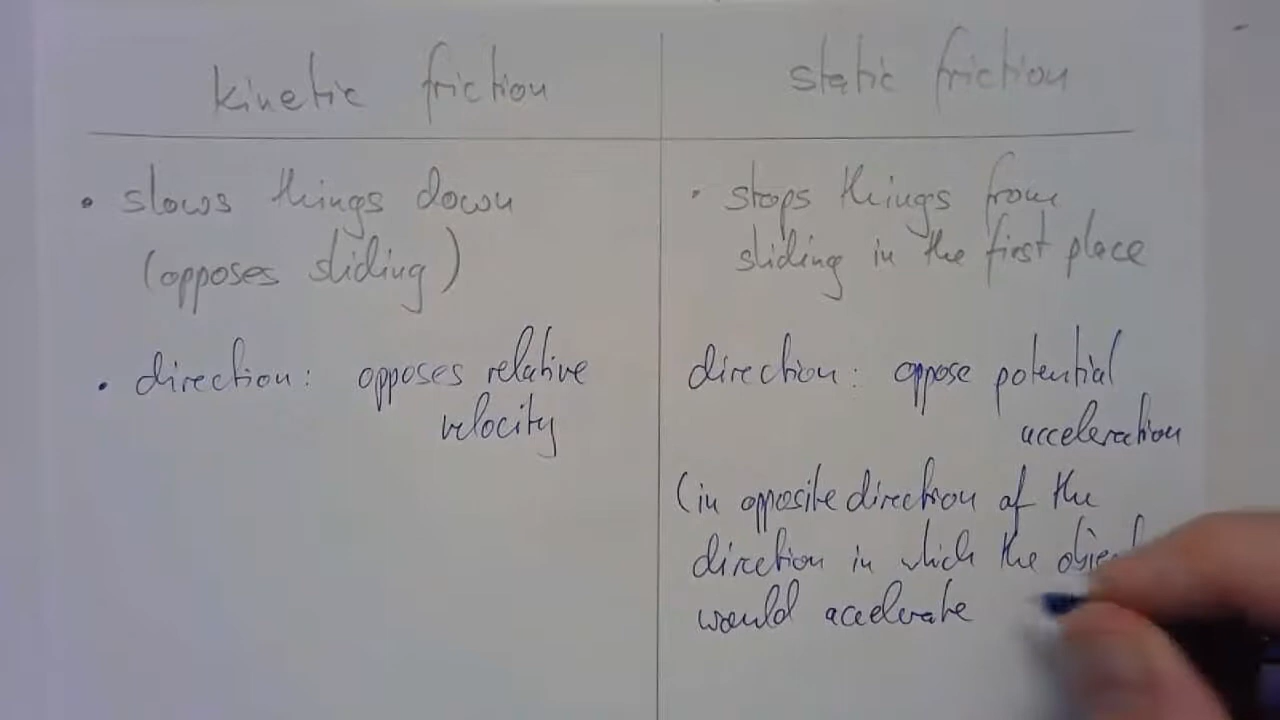 kinetic friction
static friction
• slows things down
(opposes sliding)
• direction: opposes relative
velocity
• stops things from
sliding in the first place
direction: oppose potential
acceleration
(in opposite direction of the
direction in which the
would acelerate